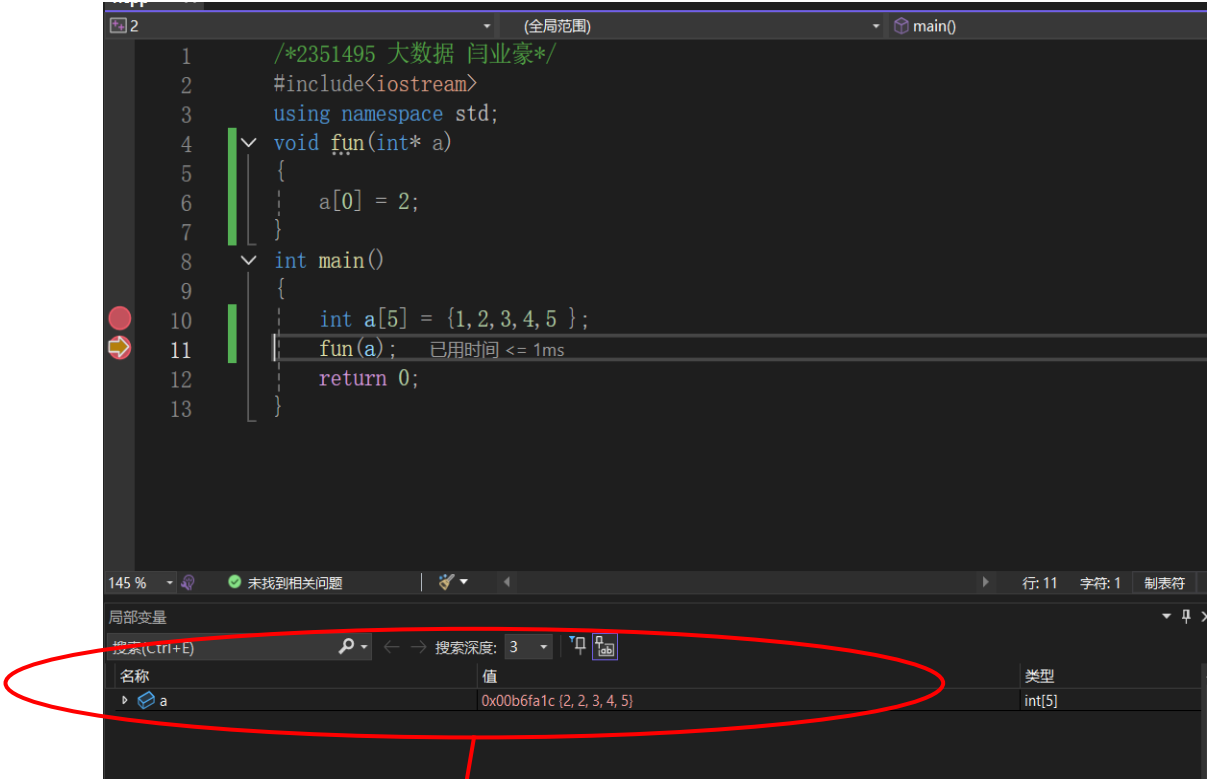 2 (全局范围) main()
1 /*2351495 大数据 闫业豪*/
2 #include<iostream>
3 using namespace std;
4 void fun(int* a)
5 {
6 a[0] = 2;
7 }
8 int main()
9 {
10 int a[5] = {1,2,3,4,5 };
11 fun(a); 已用时间 <= 1ms
12 return 0;
13 }
145 % 未找到相关问题 行: 11 字符: 1 制表符
局部变量
搜索(Ctrl+E) 搜索深度: 3
名称 值 类型
a 0x00b6fa1c {2, 2, 3, 4, 5} int[5]